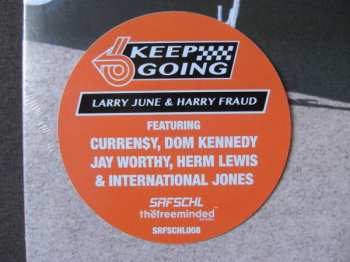 KEEP
GOING
LARRY JUNE & HARRY FRAUD
FEATURING
CURREN$Y, DOM KENNEDY
JAY WORTHY, HERM LEWIS
& INTERNATIONAL JONES
SRFSCHL
thefreeminded
SRFSCHL008